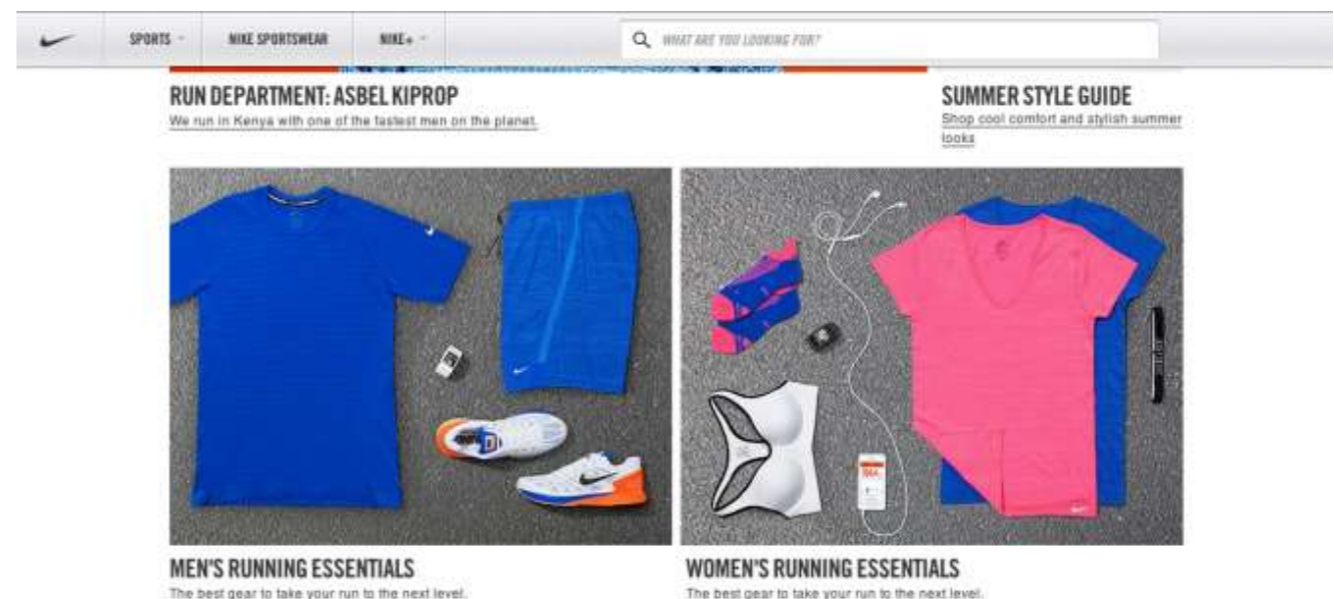 SPORTS
NIKE SPORTSWEAR
NIKE+
WHAT ARE YOU LOOKING FOR?
RUN DEPARTMENT: ASBEL KIPROP
We run in Kenya with one of the fastest men on the planet.
SUMMER STYLE GUIDE
Shop cool comfort and stylish summer
looks
MEN'S RUNNING ESSENTIALS
The best gear to take your run to the next level.
WOMEN'S RUNNING ESSENTIALS
The best gear to take your run to the next level.